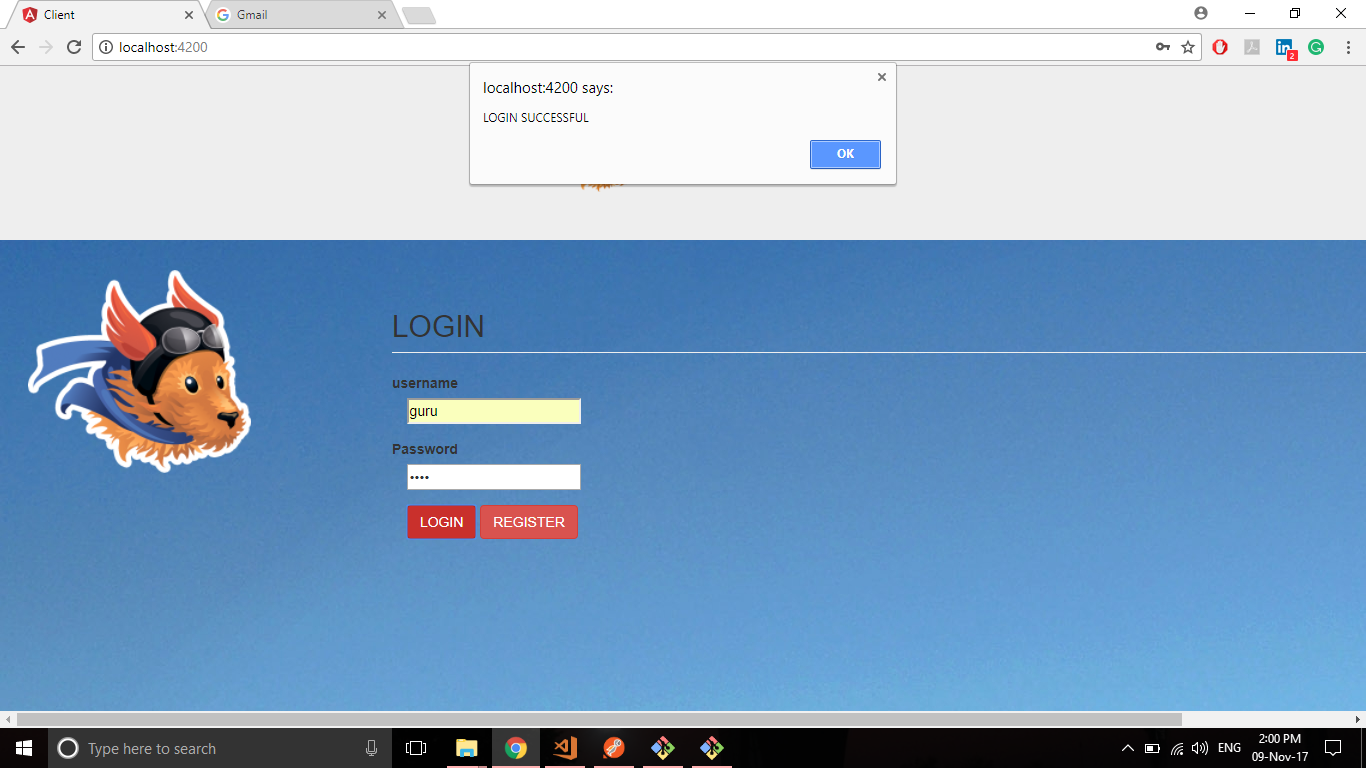 Client
Gmail
localhost:4200
2
localhost:4200 says:
LOGIN SUCCESSFUL
OK
LOGIN
username
guru
Password
••••
LOGIN REGISTER
Type here to search
ENG
2:00 PM
09-Nov-17